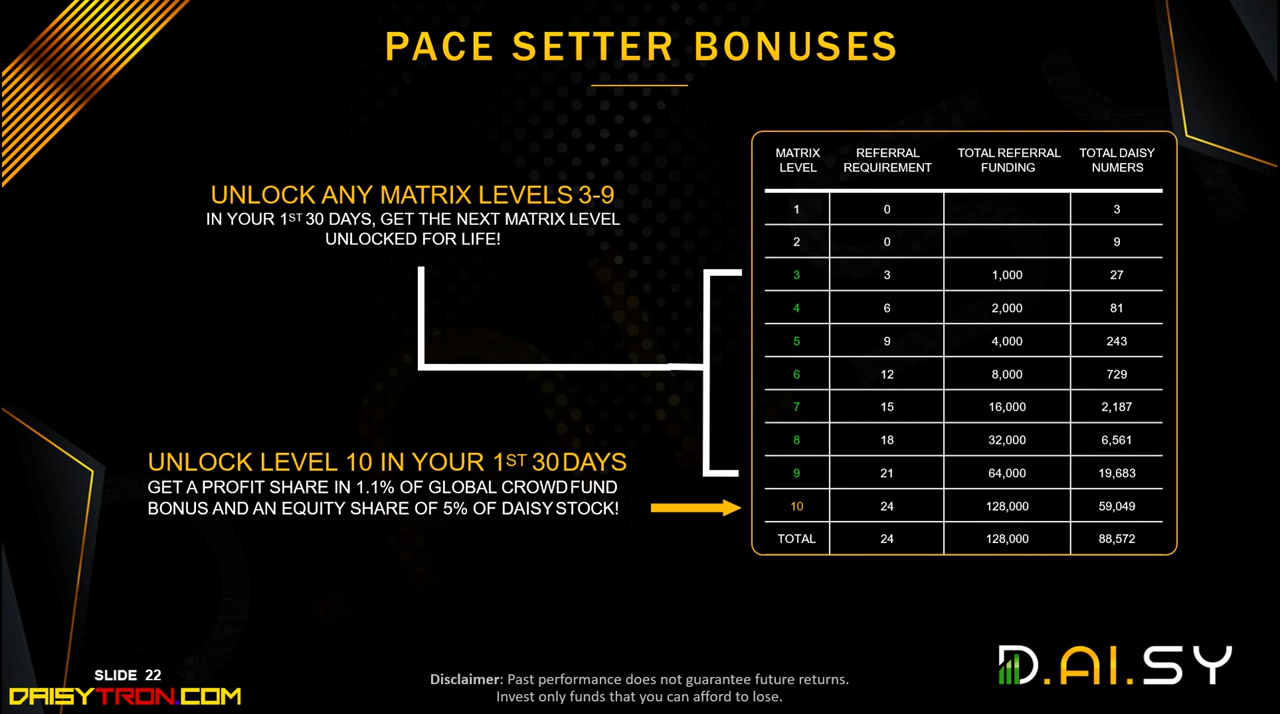 PACE SETTER BONUSES
UNLOCK ANY MATRIX LEVELS 3-9
IN YOUR 1ST 30 DAYS, GET THE NEXT MATRIX LEVEL
UNLOCKED FOR LIFE!
UNLOCK LEVEL 10 IN YOUR 1ST 30 DAYS
GET A PROFIT SHARE IN 1.1% OF GLOBAL CROWDFUND
BONUS AND AN EQUITY SHARE OF 5% OF DAISY STOCK!
MATRIX LEVEL REFERRAL REQUIREMENT TOTAL REFERRAL FUNDING TOTAL DAISY NUMERS
1 0 3
2 0 9
3 3 1,000 27
4 6 2,000 81
5 9 4,000 243
6 12 8,000 729
7 15 16,000 2,187
8 18 32,000 6,561
9 21 64,000 19,683
10 24 128,000 59,049
TOTAL 24 128,000 88,572
SLIDE 22
DAISYTRON.COM
Disclaimer: Past performance does not guarantee future returns.
Invest only funds that you can afford to lose.
D.AI.SY